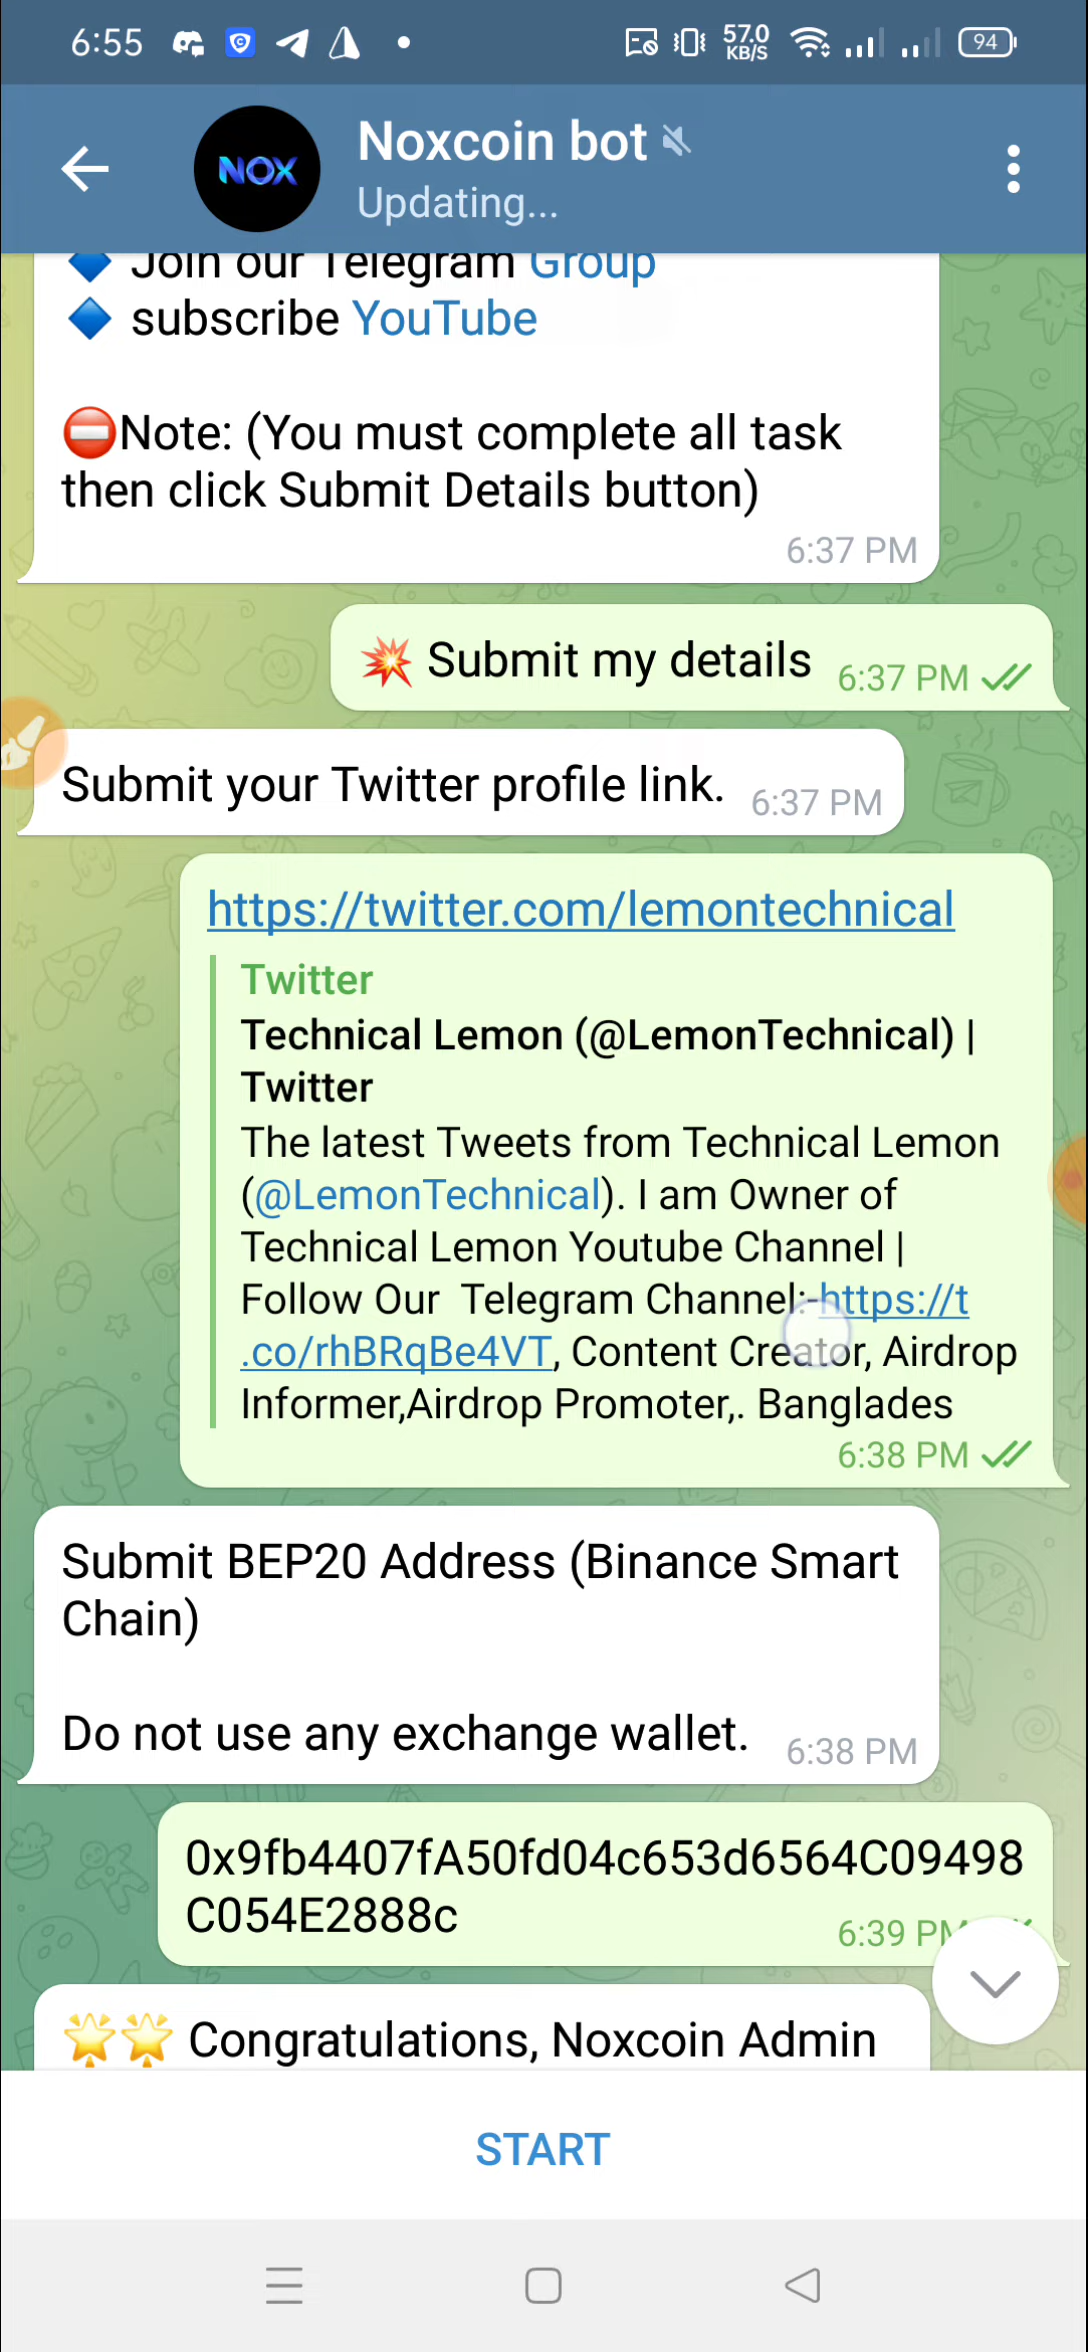 6:55
57.0
KB/S
94
NOX
Noxcoin bot
Updating...
Join our Telegram Group
subscribe YouTube
Note: (You must complete all task
then click Submit Details button)
6:37 PM
Submit my details
6:37 PM
Submit your Twitter profile link.
6:37 PM
https://twitter.com/lemontechnical
Twitter
Technical Lemon (@LemonTechnical) |
Twitter
The latest Tweets from Technical Lemon
(@LemonTechnical). I am Owner of
Technical Lemon Youtube Channel |
Follow Our Telegram Channel:-https://t
.co/rhBRqBe4VT, Content Creator, Airdrop
Informer,Airdrop Promoter,. Banglades
6:38 PM
Submit BEP20 Address (Binance Smart
Chain)
Do not use any exchange wallet.
6:38 PM
0x9fb4407fA50fd04c653d6564C09498
C054E2888c
6:39 PM
Congratulations, Noxcoin Admin
START